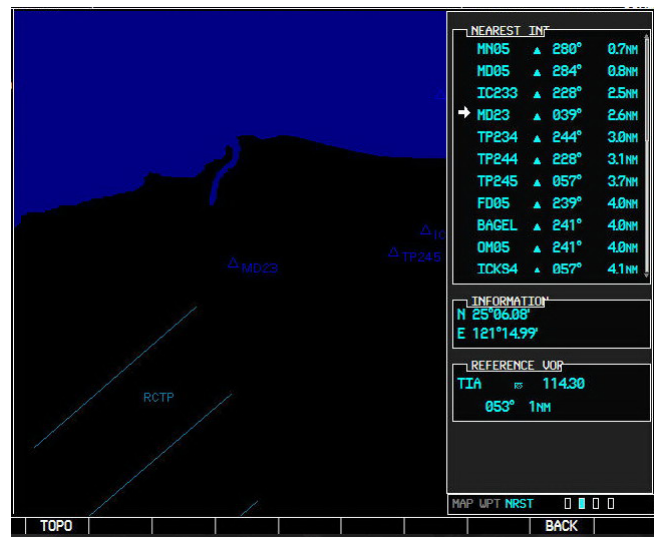 NEAREST INT
MN05 280° 0.7NM
MD05 284° 0.8NM
IC233 228° 2.5NM
MD23 039° 2.6NM
TP234 244° 3.0NM
TP244 228° 3.1NM
TP245 057° 3.7NM
FD05 239° 4.0NM
BAGEL 241° 4.0NM
OM05 241° 4.0NM
ICKS4 057° 4.1NM
INFORMATION
N 25°06.08'
E 121°14.99'
REFERENCE VOR
TIA 114.30
053° 1NM
MAP WPT NRST
IC
TP245
MD23
RCTP
TOPO BACK